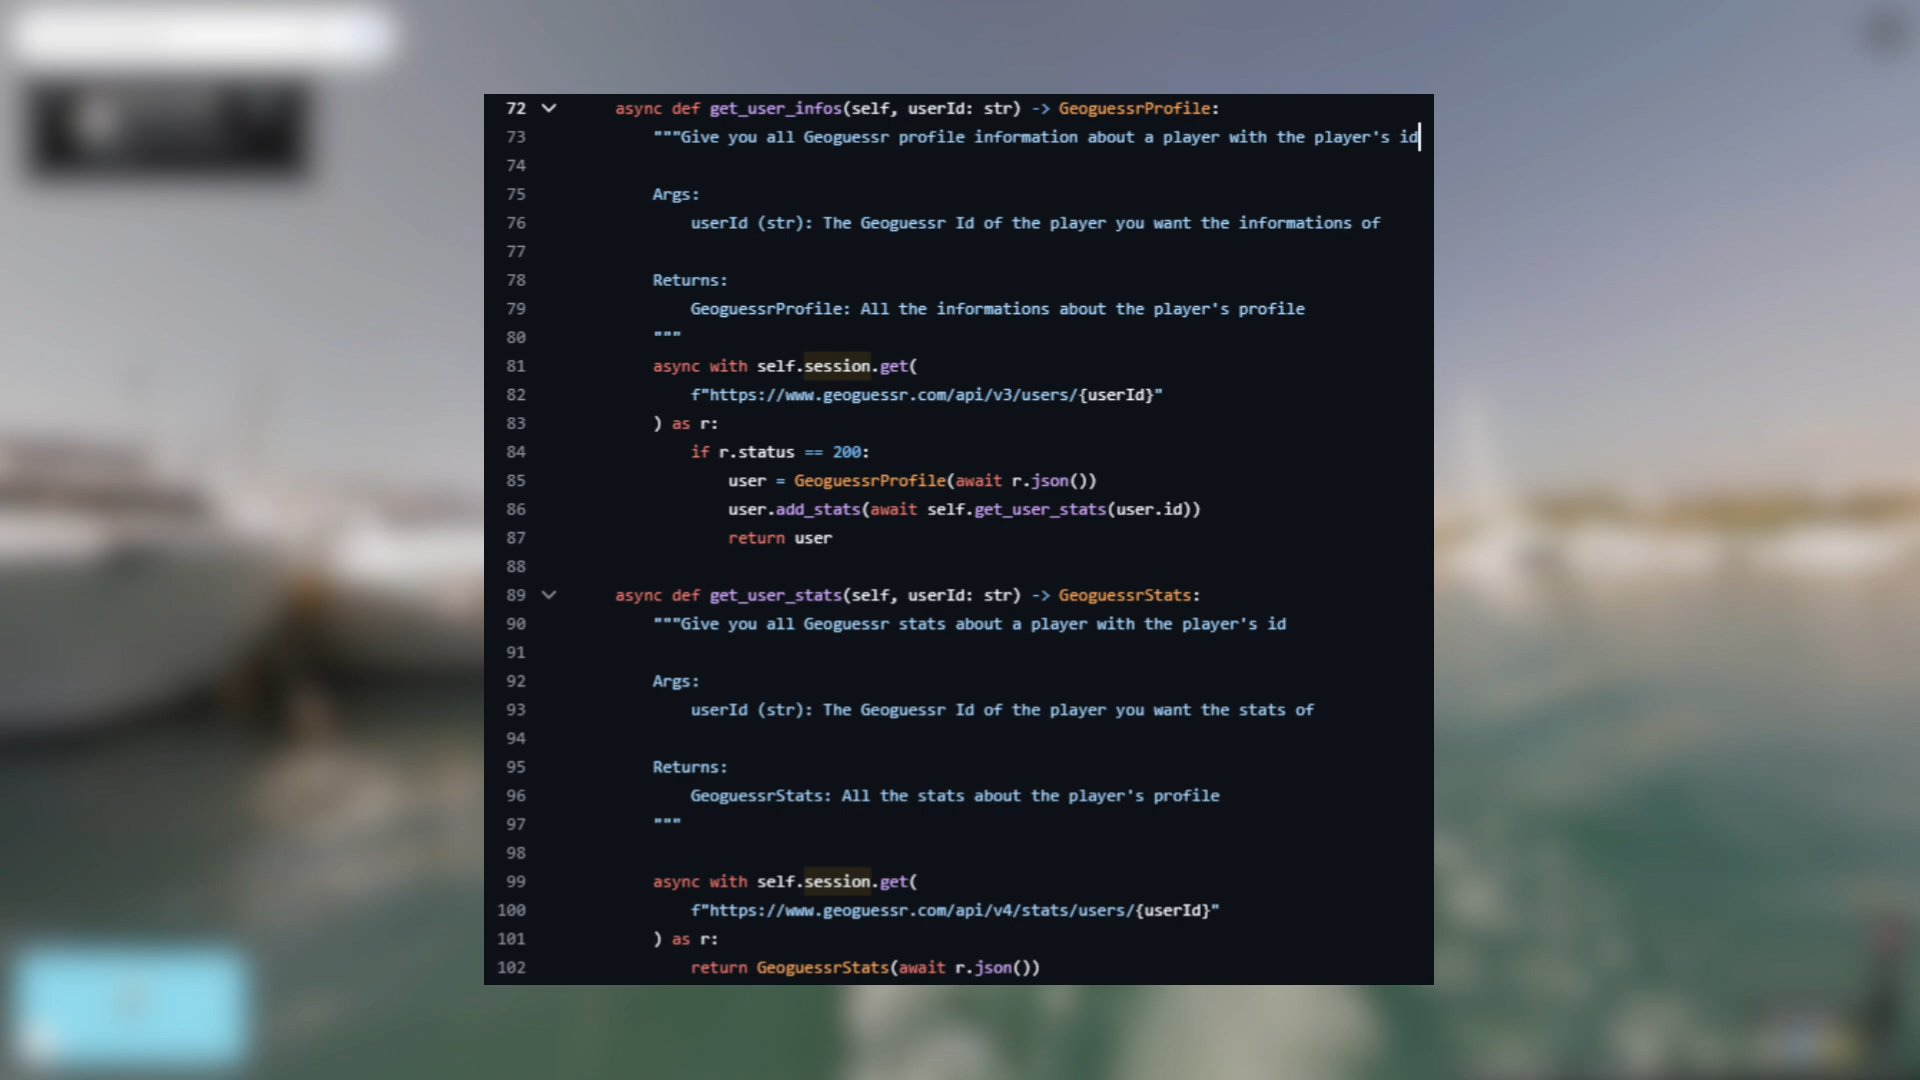 72 async def get_user_infos(self, userId: str) -> GeoguessrProfile:
73 """Give you all Geoguessr profile information about a player with the player's id
74
75 Args:
76 userId (str): The Geoguessr Id of the player you want the informations of
77
78 Returns:
79 GeoguessrProfile: All the informations about the player's profile
80 """
81 async with self.session.get(
82 f"https://www.geoguessr.com/api/v3/users/{userId}"
83 ) as r:
84 if r.status == 200:
85 user = GeoguessrProfile(await r.json())
86 user.add_stats(await self.get_user_stats(user.id))
87 return user
88
89 async def get_user_stats(self, userId: str) -> GeoguessrStats:
90 """Give you all Geoguessr stats about a player with the player's id
91
92 Args:
93 userId (str): The Geoguessr Id of the player you want the stats of
94
95 Returns:
96 GeoguessrStats: All the stats about the player's profile
97 """
98
99 async with self.session.get(
100 f"https://www.geoguessr.com/api/v4/stats/users/{userId}"
101 ) as r:
102 return GeoguessrStats(await r.json())